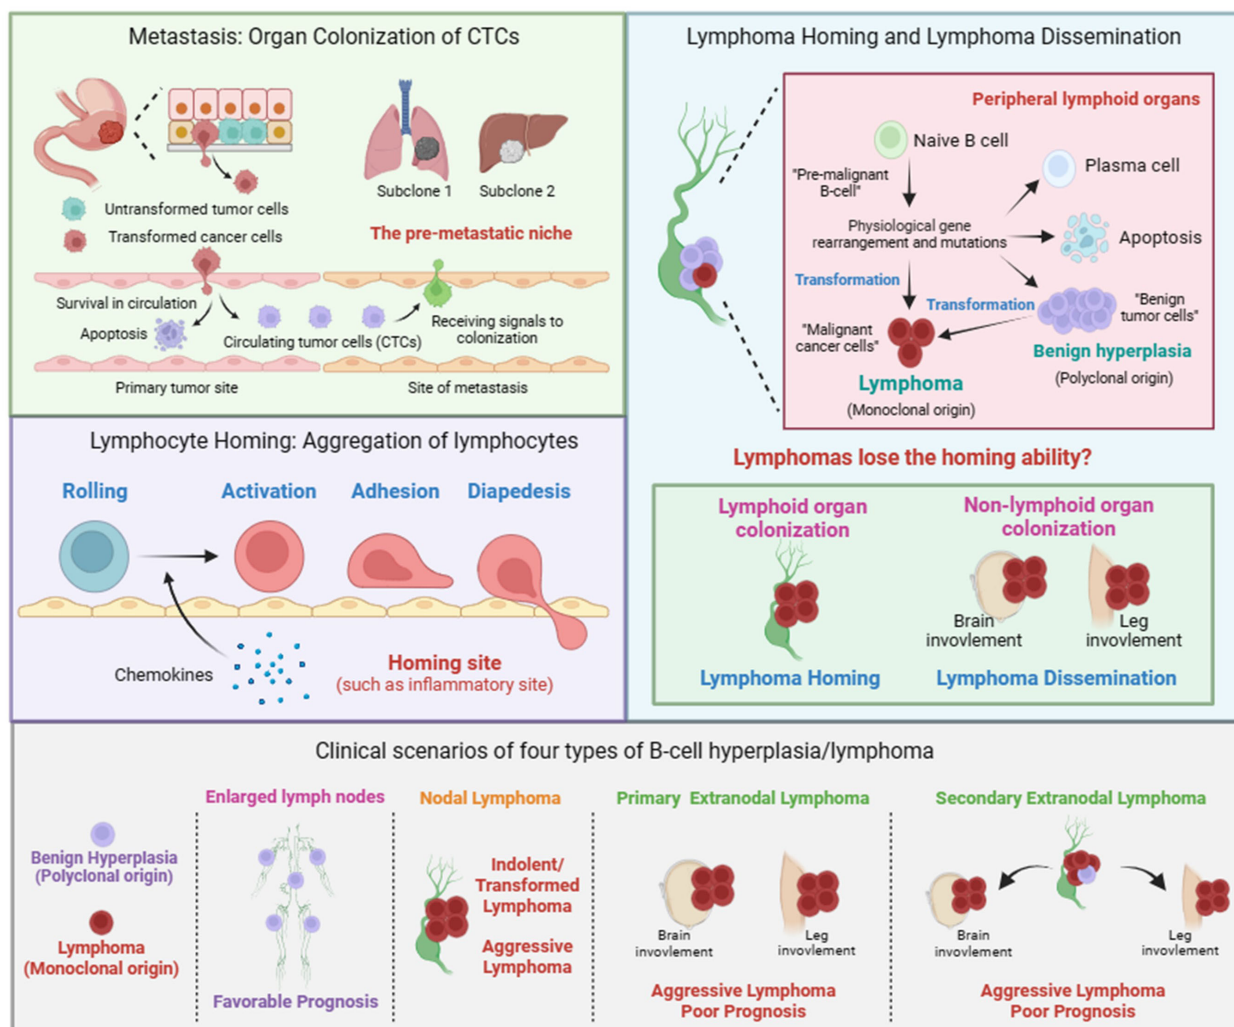 Metastasis: Organ Colonization of CTCs
Subclone 1
Subclone 2
Untransformed tumor cells
Transformed cancer cells
The pre-metastatic niche
Survival in circulation
Apoptosis
Circulating tumor cells (CTCs)
Receiving signals to
colonization
Primary tumor site
Site of metastasis
Lymphoma Homing and Lymphoma Dissemination
Peripheral lymphoid organs
Naive B cell
"Pre-malignant
B-cell"
Plasma cell
Physiological gene
rearrangement and mutations
Apoptosis
Transformation
Transformation
"Benign
tumor cells"
"Malignant
cancer cells"
Benign hyperplasia
(Polyclonal origin)
Lymphoma
(Monoclonal origin)
Lymphomas lose the homing ability?
Lymphoid organ
colonization
Non-lymphoid organ
colonization
Brain
involvement
Leg
involvement
Lymphoma Homing
Lymphoma Dissemination
Lymphocyte Homing: Aggregation of lymphocytes
Rolling
Activation
Adhesion
Diapedesis
Chemokines
Homing site
(such as inflammatory site)
Clinical scenarios of four types of B-cell hyperplasia/lymphoma
Benign Hyperplasia
(Polyclonal origin)
Lymphoma
(Monoclonal origin)
Enlarged lymph nodes
Favorable Prognosis
Nodal Lymphoma
Indolent/
Transformed
Lymphoma
Aggressive
Lymphoma
Primary Extranodal Lymphoma
Brain
invovlement
Leg
invovlement
Aggressive Lymphoma
Poor Prognosis
Secondary Extranodal Lymphoma
Brain
invovlement
Leg
invovlement
Aggressive Lymphoma
Poor Prognosis